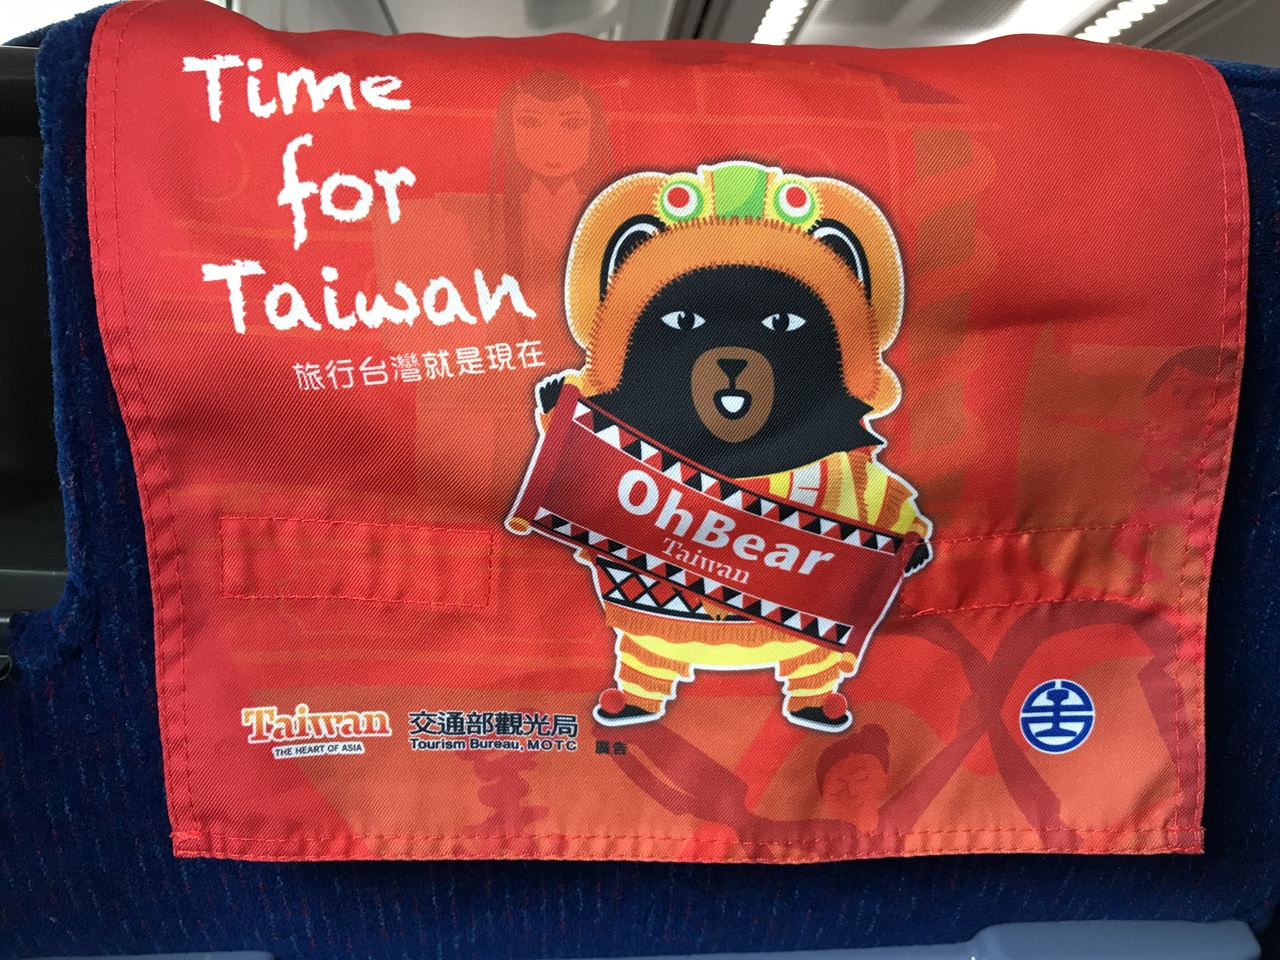 Time
for
Taiwan
旅行台灣就是現在
OhBear
Taiwan
Taiwan
THE HEART OF ASIA
交通部觀光局
Tourism Bureau, MOTC
廣告